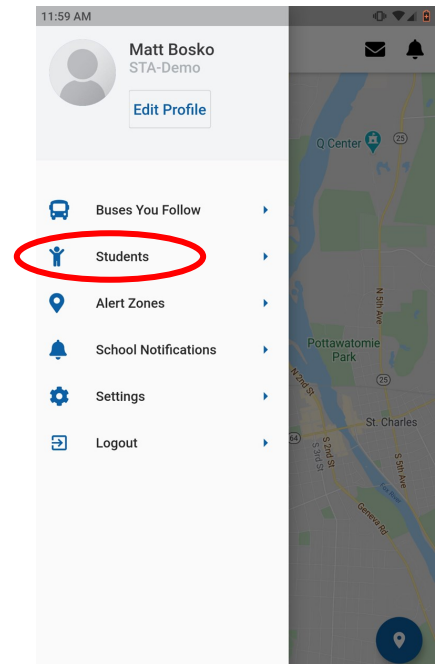 11:59 AM
Matt Bosko
STA-Demo
Edit Profile
Buses You Follow
Students
Alert Zones
School Notifications
Settings
Logout
Q Center
25
N 5th Ave
Pottawatomie
Park
N 2nd St
25
St. Charles
64
S 2nd St
S 3rd St
S 5th Ave
Fox River
Geneva Rd